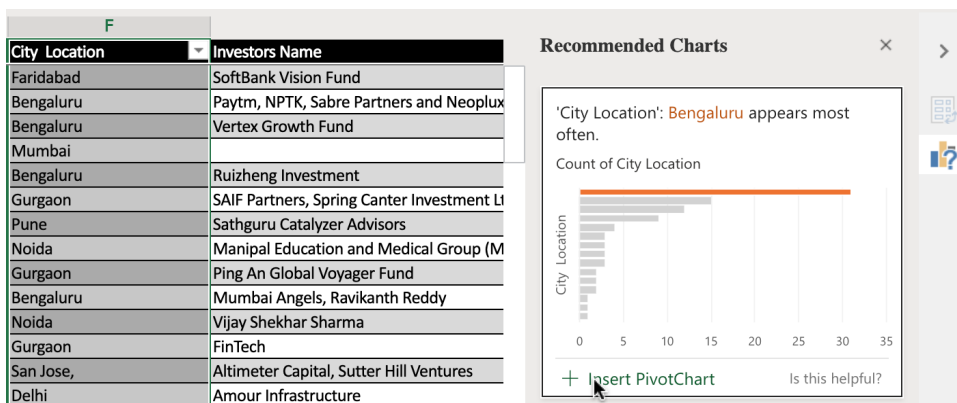 F
City Location Investors Name
Faridabad SoftBank Vision Fund
Bengaluru Paytm, NPTK, Sabre Partners and Neoplux
Bengaluru Vertex Growth Fund
Mumbai
Bengaluru Ruizheng Investment
Gurgaon SAIF Partners, Spring Canter Investment Lt
Pune Sathguru Catalyzer Advisors
Noida Manipal Education and Medical Group (M
Gurgaon Ping An Global Voyager Fund
Bengaluru Mumbai Angels, Ravikanth Reddy
Noida Vijay Shekhar Sharma
Gurgaon FinTech
San Jose, Altimeter Capital, Sutter Hill Ventures
Delhi Amour Infrastructure
Recommended Charts
'City Location': Bengaluru appears most
often.
Count of City Location
City Location
0 5 10 15 20 25 30 35
Insert PivotChart Is this helpful?